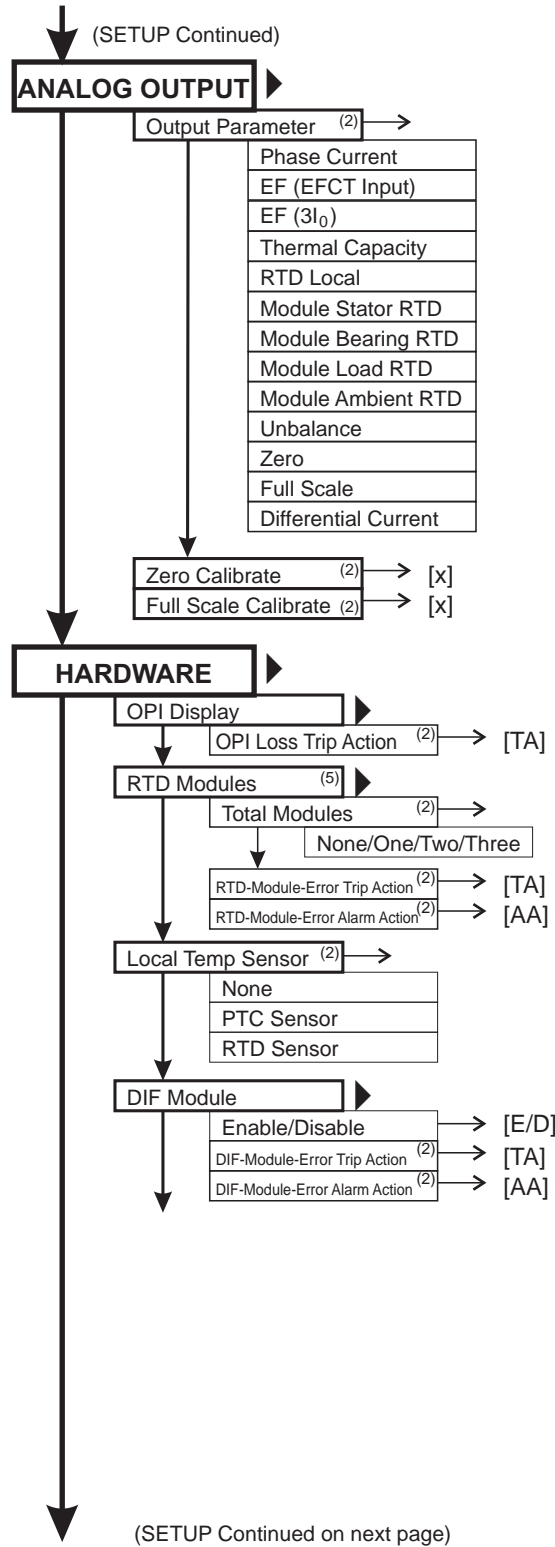 (SETUP Continued)
ANALOG OUTPUT
Output Parameter (2)
Phase Current
EF (EFCT Input)
EF (3I0)
Thermal Capacity
RTD Local
Module Stator RTD
Module Bearing RTD
Module Load RTD
Module Ambient RTD
Unbalance
Zero
Full Scale
Differential Current
Zero Calibrate (2) [x]
Full Scale Calibrate (2) [x]
HARDWARE
OPI Display
OPI Loss Trip Action (2) [TA]
RTD Modules (5)
Total Modules (2)
None/One/Two/Three
RTD-Module-Error Trip Action (2) [TA]
RTD-Module-Error Alarm Action (2) [AA]
Local Temp Sensor (2)
None
PTC Sensor
RTD Sensor
DIF Module
Enable/Disable [E/D]
DIF-Module-Error Trip Action (2) [TA]
DIF-Module-Error Alarm Action (2) [AA]
(SETUP Continued on next page)